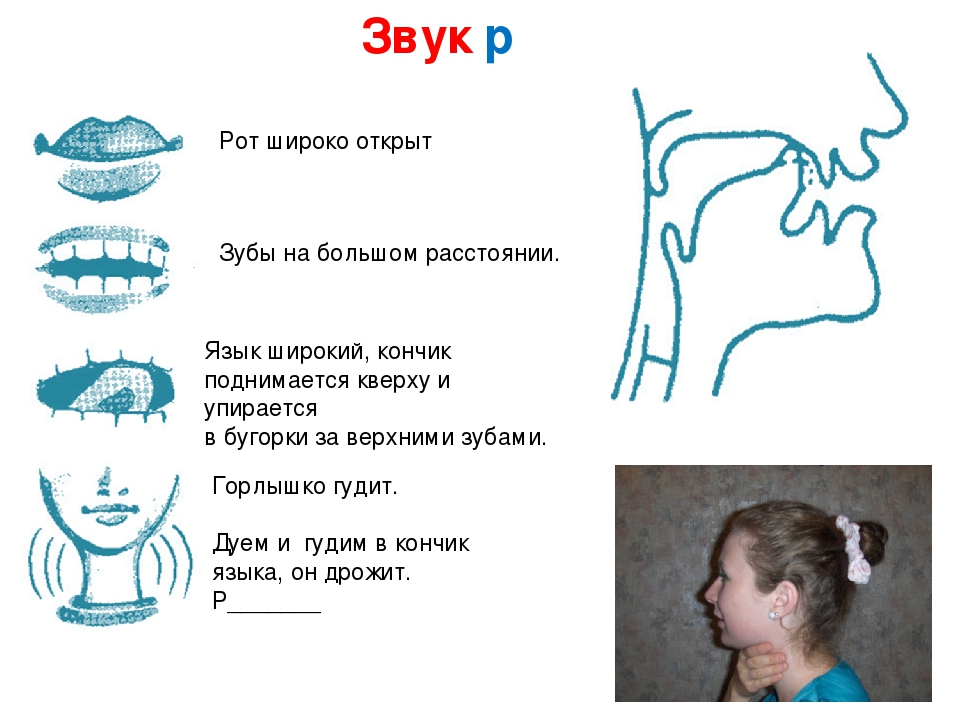 Звук р
Рот широко открыт
Зубы на большом расстоянии.
Язык широкий, кончик
поднимается кверху и
упирается
в бугорки за верхними зубами.
Горлышко гудит.
Дуем и  гудим в кончик
языка, он дрожит.
Р_______